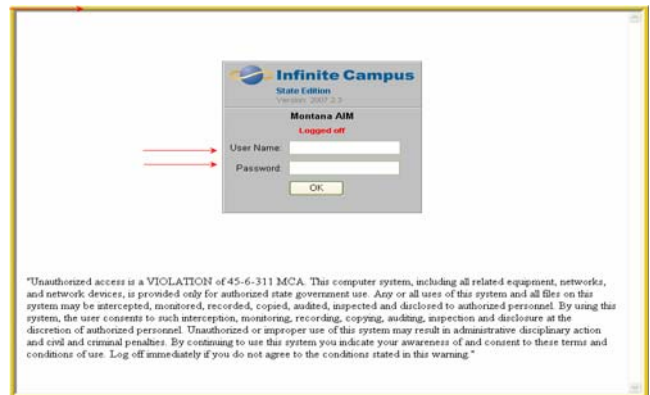 Infinite Campus
State Edition
Version: 2007.2.3
Montana AIM
Logged off
User Name:
Password:
OK
"Unauthorized access is a VIOLATION of 45-6-311 MCA. This computer system, including all related equipment, networks,
and network devices, is provided only for authorized state government use. Any or all uses of this system and all files on this
system may be intercepted, monitored, recorded, copied, audited, inspected and disclosed to authorized personnel. By using this
system, the user consents to such interception, monitoring, recording, copying, auditing, inspection and disclosure at the
discretion of authorized personnel. Unauthorized or improper use of this system may result in administrative disciplinary action
and civil and criminal penalties. By continuing to use this system you indicate your awareness of and consent to these terms and
conditions of use. Log off immediately if you do not agree to the conditions stated in this warning."